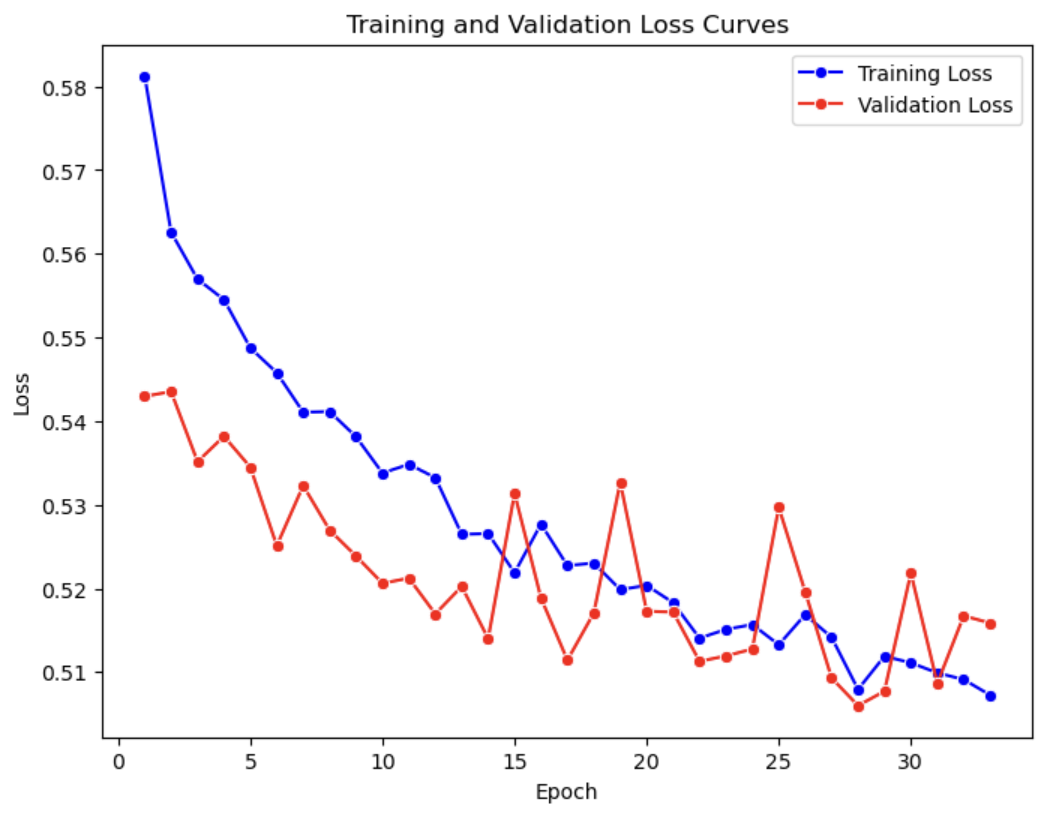 Training and Validation Loss Curves
Training Loss
Validation Loss
0.58
0.57
0.56
0.55
0.54
0.53
0.52
0.51
Loss
0 5 10 15 20 25 30
Epoch